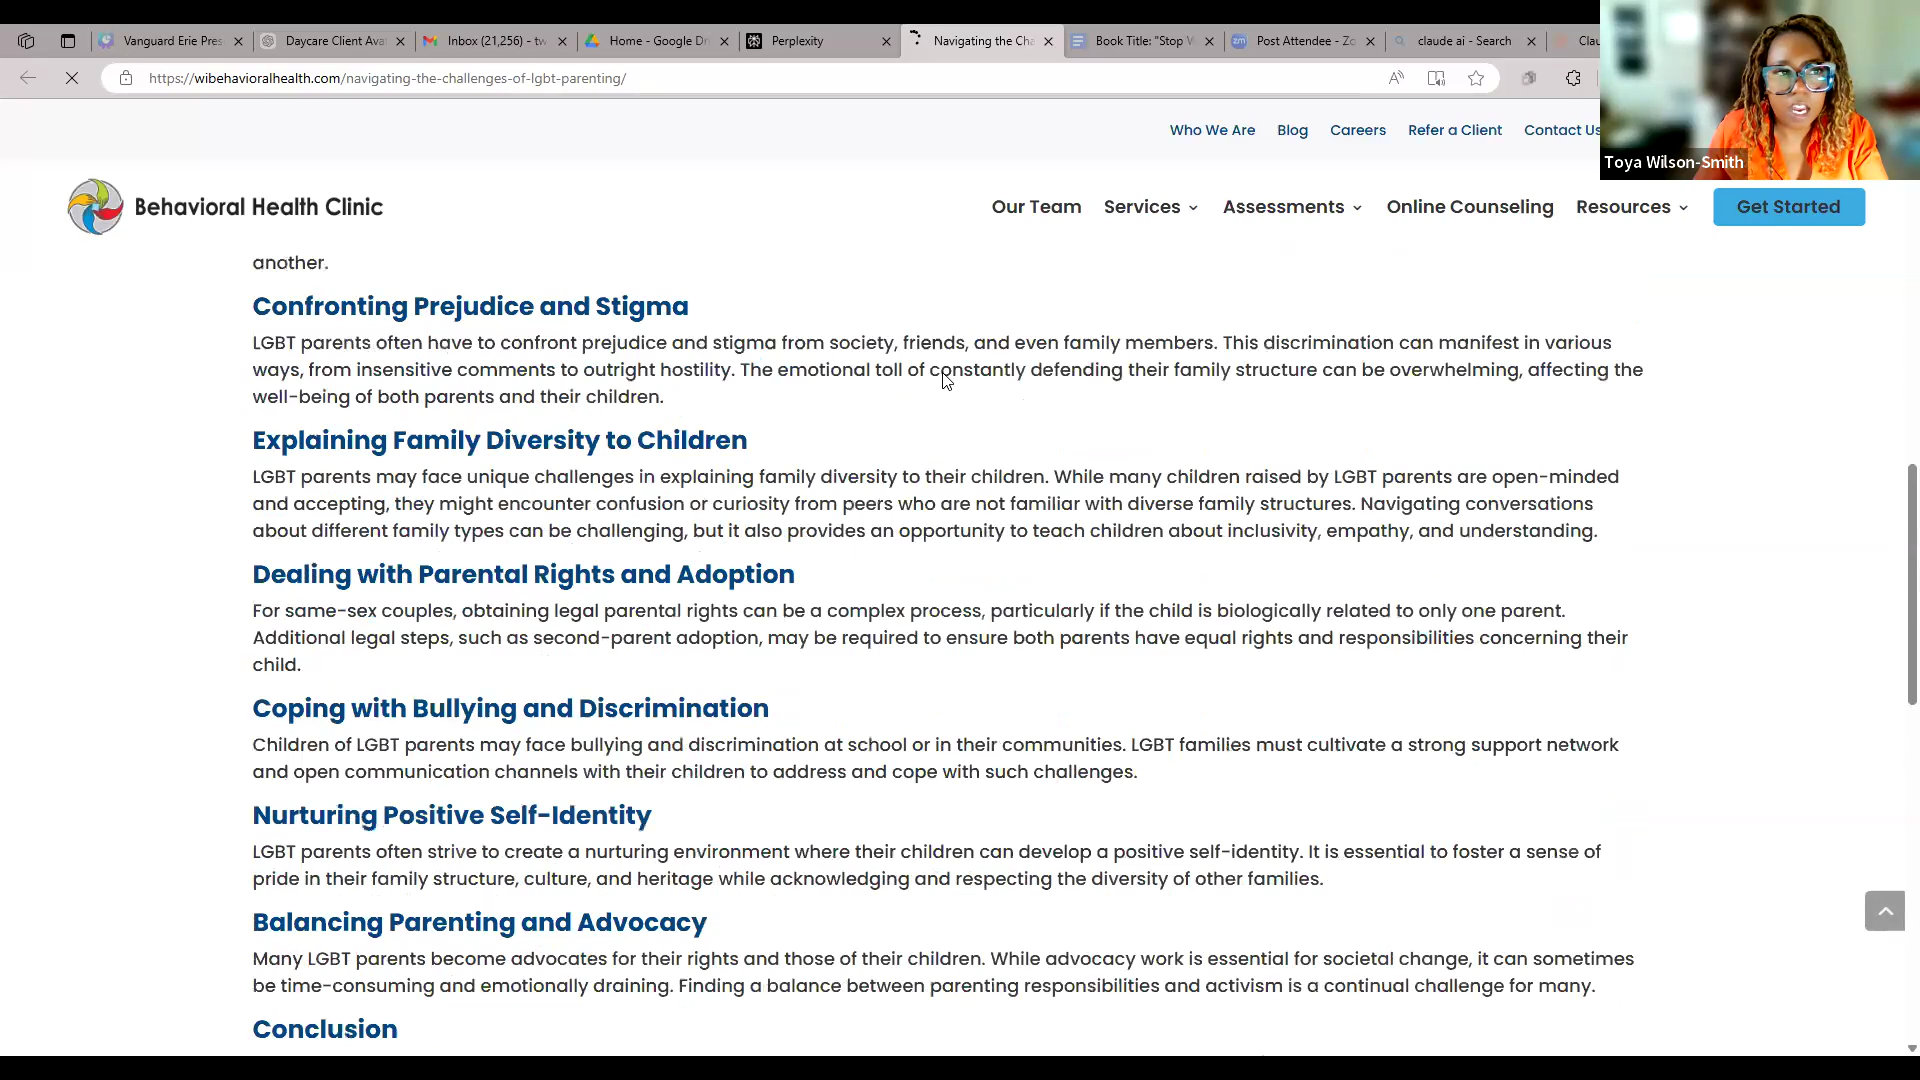 Vanguard Erie Pres
Daycare Client Ava
Inbox (21,256) - tw
Home - Google Dr
Perplexity
Navigating the Cha
Book Title: "Stop W
Post Attendee - Zo
claude ai - Search
Clau
https://wibehavioralhealth.com/navigating-the-challenges-of-lgbt-parenting/
Who We Are
Blog
Careers
Refer a Client
Contact Us
Toya Wilson-Smith
Behavioral Health Clinic
Our Team
Services
Assessments
Online Counseling
Resources
Get Started
another.
Confronting Prejudice and Stigma
LGBT parents often have to confront prejudice and stigma from society, friends, and even family members. This discrimination can manifest in various
ways, from insensitive comments to outright hostility. The emotional toll of constantly defending their family structure can be overwhelming, affecting the
well-being of both parents and their children.
Explaining Family Diversity to Children
LGBT parents may face unique challenges in explaining family diversity to their children. While many children raised by LGBT parents are open-minded
and accepting, they might encounter confusion or curiosity from peers who are not familiar with diverse family structures. Navigating conversations
about different family types can be challenging, but it also provides an opportunity to teach children about inclusivity, empathy, and understanding.
Dealing with Parental Rights and Adoption
For same-sex couples, obtaining legal parental rights can be a complex process, particularly if the child is biologically related to only one parent.
Additional legal steps, such as second-parent adoption, may be required to ensure both parents have equal rights and responsibilities concerning their
child.
Coping with Bullying and Discrimination
Children of LGBT parents may face bullying and discrimination at school or in their communities. LGBT families must cultivate a strong support network
and open communication channels with their children to address and cope with such challenges.
Nurturing Positive Self-Identity
LGBT parents often strive to create a nurturing environment where their children can develop a positive self-identity. It is essential to foster a sense of
pride in their family structure, culture, and heritage while acknowledging and respecting the diversity of other families.
Balancing Parenting and Advocacy
Many LGBT parents become advocates for their rights and those of their children. While advocacy work is essential for societal change, it can sometimes
be time-consuming and emotionally draining. Finding a balance between parenting responsibilities and activism is a continual challenge for many.
Conclusion